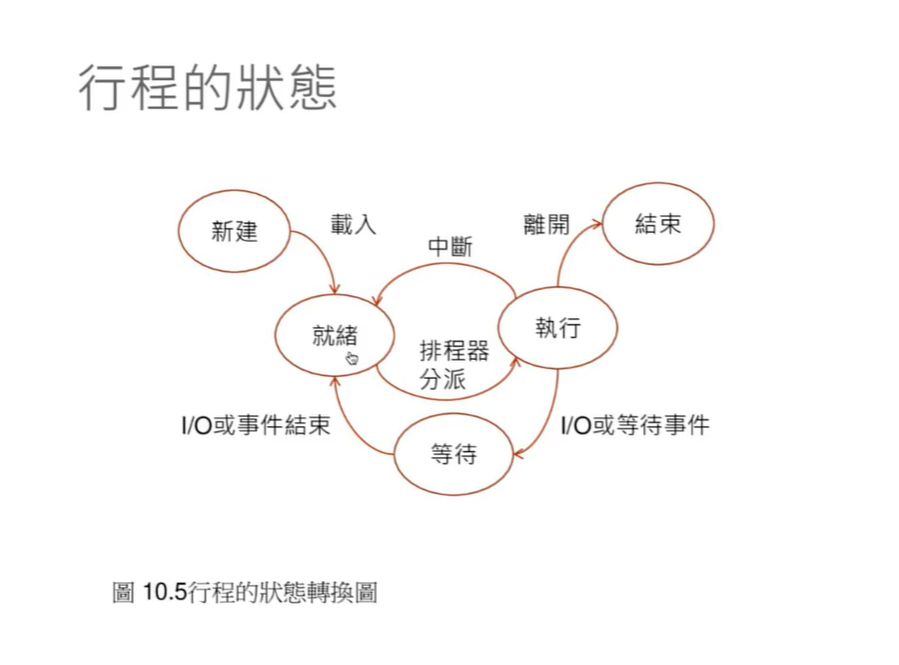 行程的狀態
新建
載入
離開
結束
中斷
就緒
執行
排程器
分派
I/O或事件結束
I/O或等待事件
等待
圖 10.5行程的狀態轉換圖